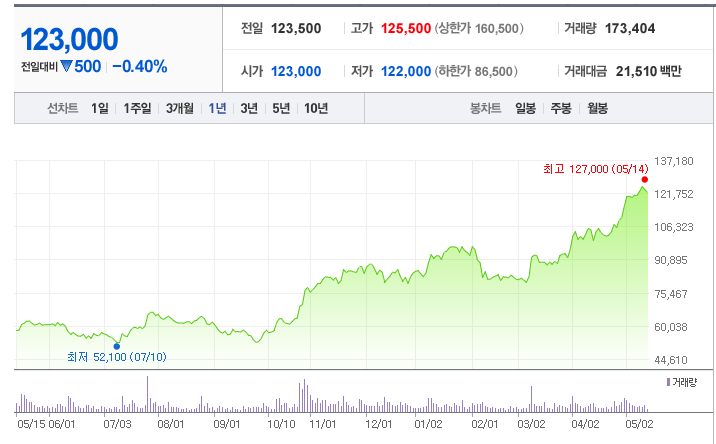 123,000
전일대비 ▼500 | -0.40%
전일 123,500 고가 125,500 (상한가 160,500) 거래량 173,404
시가 123,000 저가 122,000 (하한가 86,500) 거래대금 21,510 백만
선차트 1일 1주일 3개월 1년 3년 5년 10년
봉차트 일봉 주봉 월봉
최고 127,000 (05/14)
137,180
121,752
106,323
90,895
75,467
60,038
44,610
최저 52,100 (07/10)
거래량
05/15 06/01 07/03 08/01 09/01 10/10 11/01 12/01 01/02 02/01 03/02 04/02 05/02